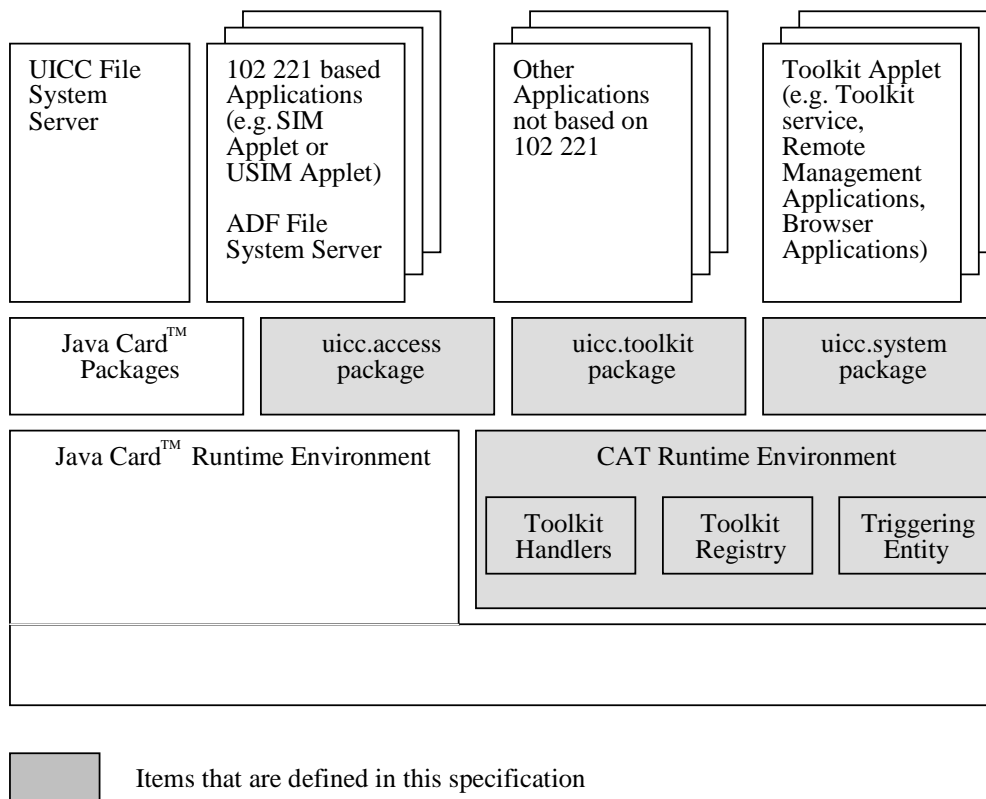 UICC File
System
Server
102 221 based
Applications
(e.g. SIM
Applet or
USIM Applet)
ADF File
System Server
Other
Applications
not based on
102 221
Toolkit Applet
(e.g. Toolkit
service,
Remote
Management
Applications,
Browser
Applications)
Java Card™
Packages
uicc.access
package
uicc.toolkit
package
uicc.system
package
Java Card™ Runtime Environment
CAT Runtime Environment
Toolkit
Handlers
Toolkit
Registry
Triggering
Entity
Items that are defined in this specification